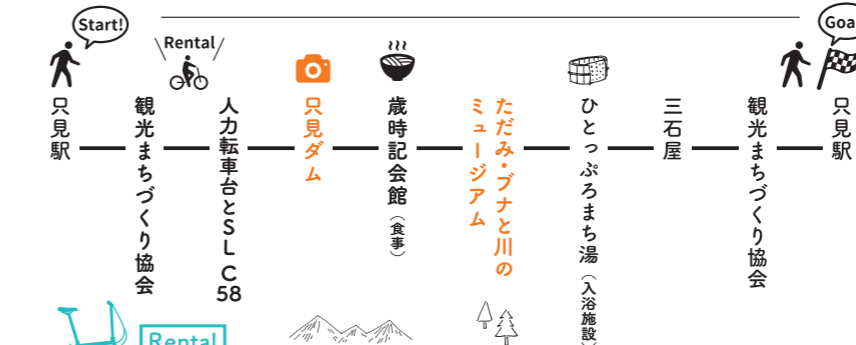 Start!
Rental
Goa
只見駅
観光まちづくり協会
人力転車台とSL C58
只見ダム
歳時記会館（食事）
ただみ・ブナと川の
ミュージアム
ひとっぷろまち湯（入浴施設）
三石屋
観光まちづくり協会
只見駅
Rental